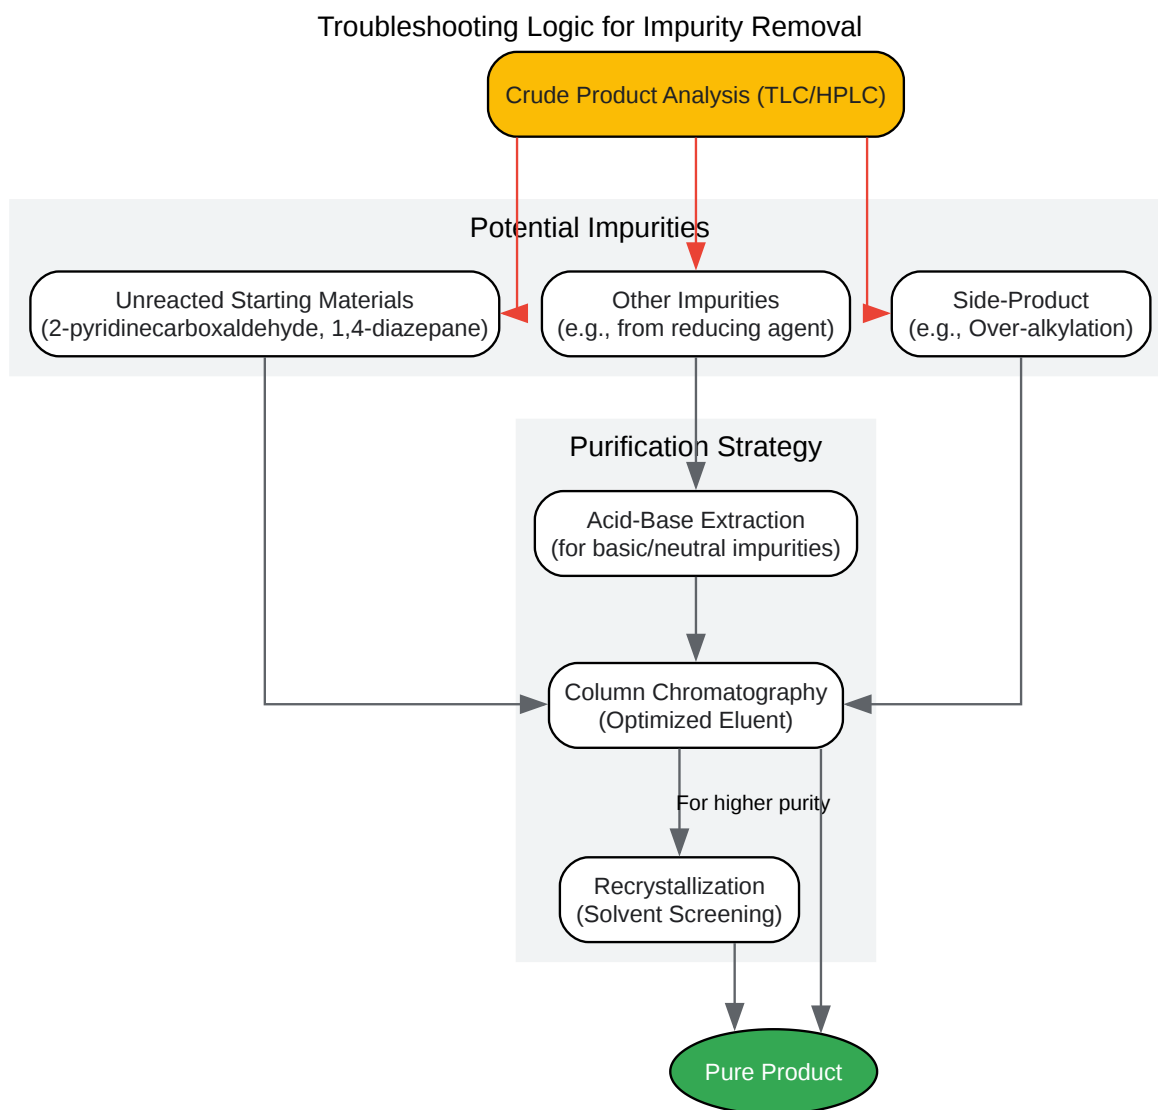 Troubleshooting Logic for Impurity Removal
Crude Product Analysis (TLC/HPLC)
Potential Impurities
Unreacted Starting Materials
(2-pyridinecarboxaldehyde, 1,4-diazepane)
Other Impurities
(e.g., from reducing agent)
Side-Product
(e.g., Over-alkylation)
Purification Strategy
Acid-Base Extraction
(for basic/neutral impurities)
Column Chromatography
(Optimized Eluent)
For higher purity
Recrystallization
(Solvent Screening)
Pure Product